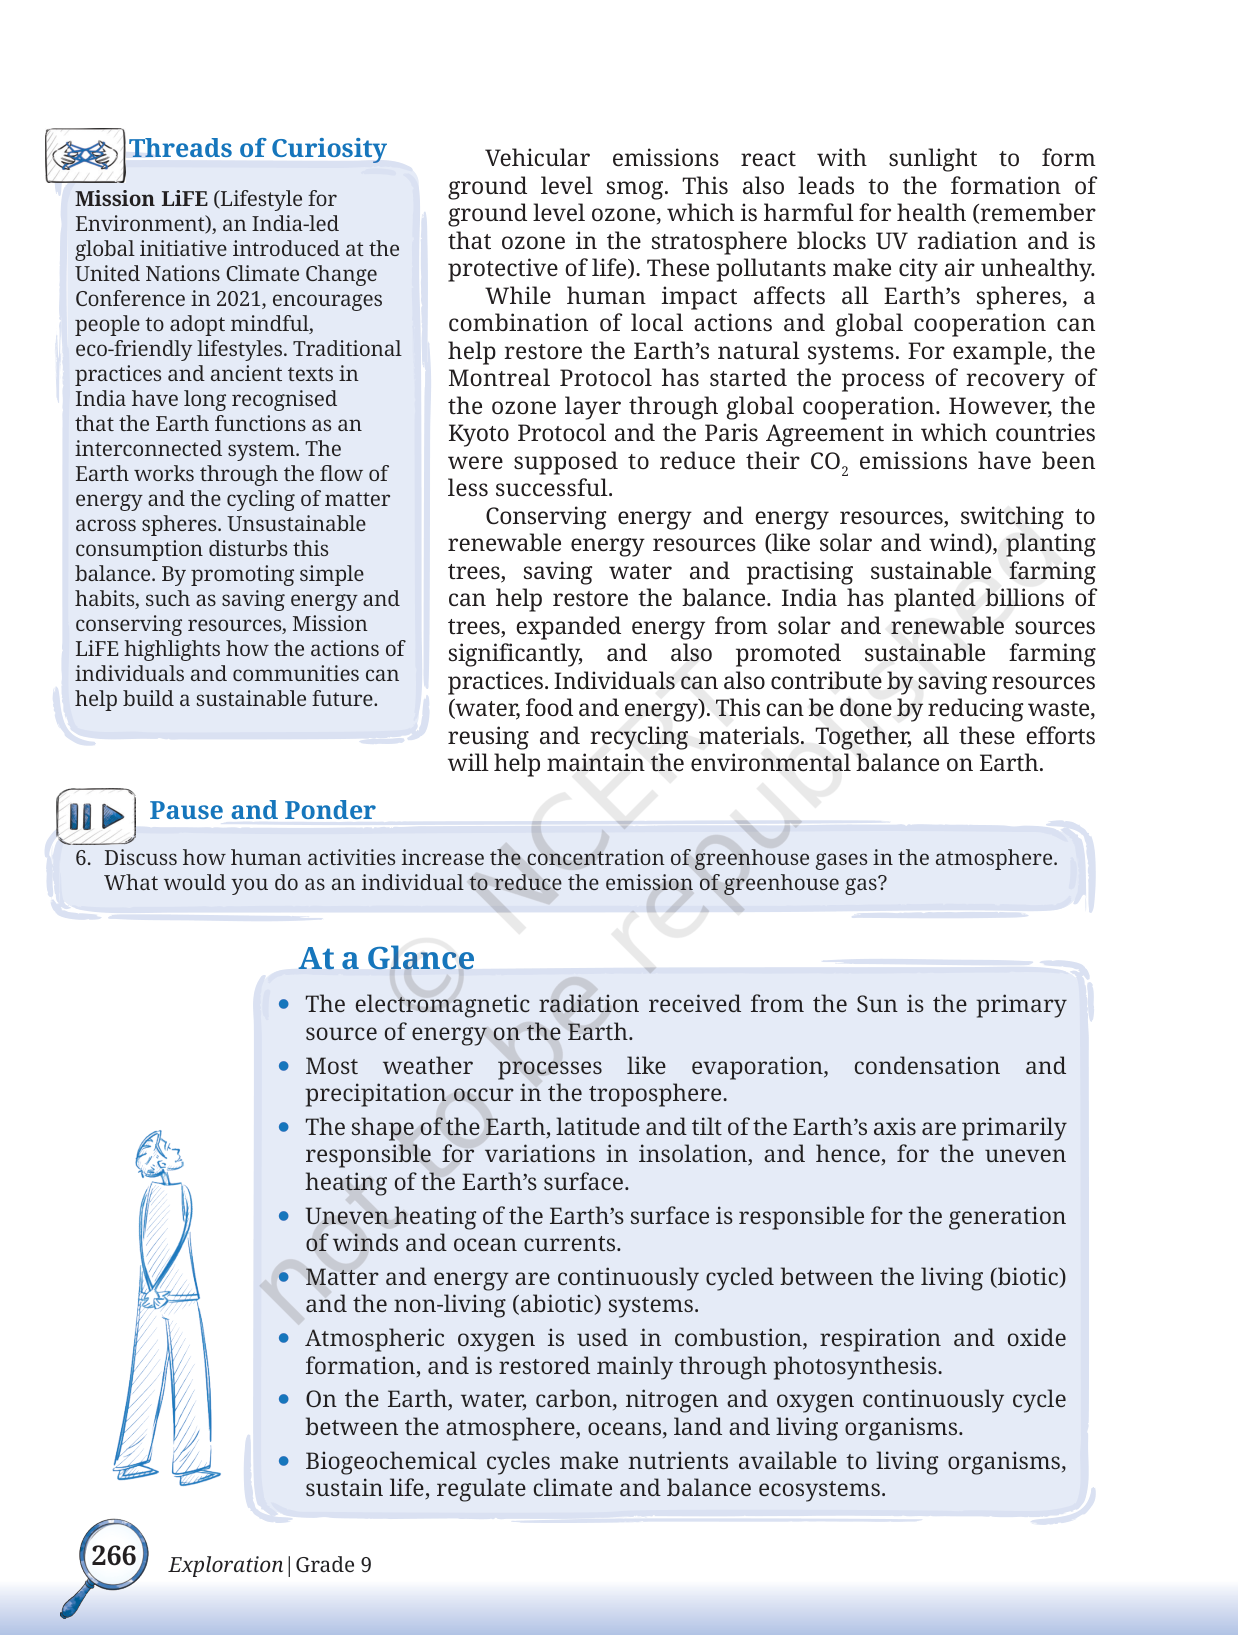 Threads of Curiosity
Mission LiFE (Lifestyle for
Environment), an India-led
global initiative introduced at the
United Nations Climate Change
Conference in 2021, encourages
people to adopt mindful,
eco-friendly lifestyles. Traditional
practices and ancient texts in
India have long recognised
that the Earth functions as an
interconnected system. The
Earth works through the flow of
energy and the cycling of matter
across spheres. Unsustainable
consumption disturbs this
balance. By promoting simple
habits, such as saving energy and
conserving resources, Mission
LiFE highlights how the actions of
individuals and communities can
help build a sustainable future.
Vehicular emissions react with sunlight to form
ground level smog. This also leads to the formation of
ground level ozone, which is harmful for health (remember
that ozone in the stratosphere blocks UV radiation and is
protective of life). These pollutants make city air unhealthy.
While human impact affects all Earth’s spheres, a
combination of local actions and global cooperation can
help restore the Earth’s natural systems. For example, the
Montreal Protocol has started the process of recovery of
the ozone layer through global cooperation. However, the
Kyoto Protocol and the Paris Agreement in which countries
were supposed to reduce their CO₂ emissions have been
less successful.
Conserving energy and energy resources, switching to
renewable energy resources (like solar and wind), planting
trees, saving water and practising sustainable farming
can help restore the balance. India has planted billions of
trees, expanded energy from solar and renewable sources
significantly, and also promoted sustainable farming
practices. Individuals can also contribute by saving resources
(water, food and energy). This can be done by reducing waste,
reusing and recycling materials. Together, all these efforts
will help maintain the environmental balance on Earth.
Pause and Ponder
6. Discuss how human activities increase the concentration of greenhouse gases in the atmosphere.
What would you do as an individual to reduce the emission of greenhouse gas?
At a Glance
• The electromagnetic radiation received from the Sun is the primary
source of energy on the Earth.
• Most weather processes like evaporation, condensation and
precipitation occur in the troposphere.
• The shape of the Earth, latitude and tilt of the Earth’s axis are primarily
responsible for variations in insolation, and hence, for the uneven
heating of the Earth’s surface.
• Uneven heating of the Earth’s surface is responsible for the generation
of winds and ocean currents.
• Matter and energy are continuously cycled between the living (biotic)
and the non-living (abiotic) systems.
• Atmospheric oxygen is used in combustion, respiration and oxide
formation, and is restored mainly through photosynthesis.
• On the Earth, water, carbon, nitrogen and oxygen continuously cycle
between the atmosphere, oceans, land and living organisms.
• Biogeochemical cycles make nutrients available to living organisms,
sustain life, regulate climate and balance ecosystems.
266
Exploration|Grade 9
© NCERT
not to be republished